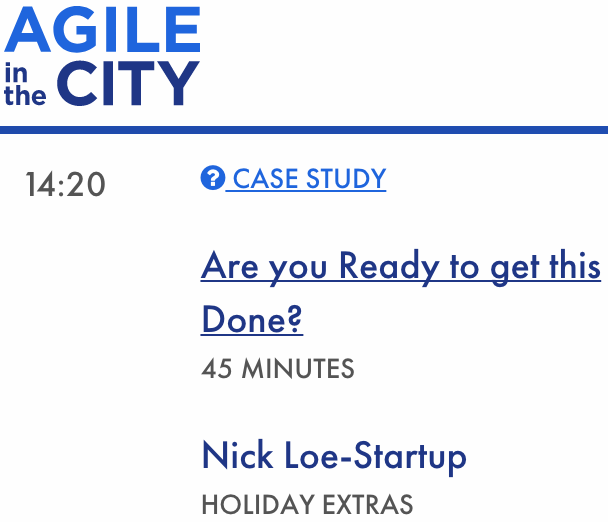 AGILE
in the CITY
14:20
? CASE STUDY
Are you Ready to get this
Done?
45 MINUTES
Nick Loe-Startup
HOLIDAY EXTRAS